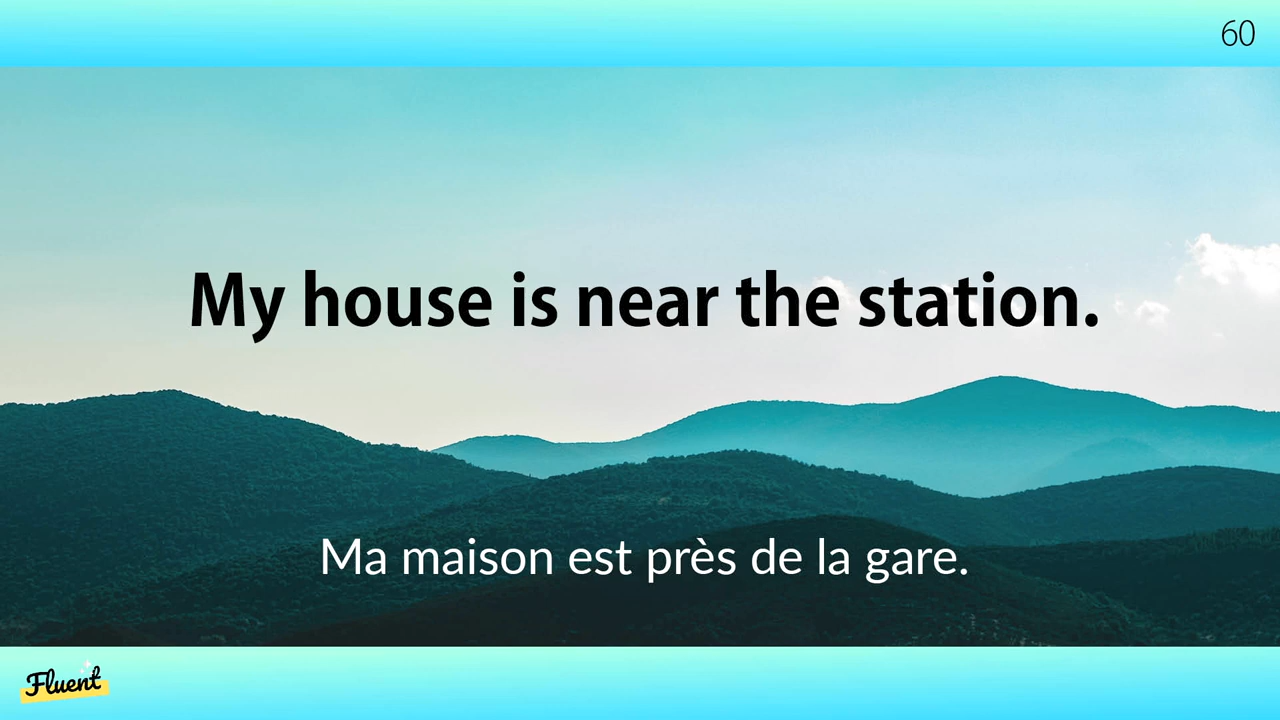 60
My house is near the station.
Ma maison est près de la gare.
Fluent